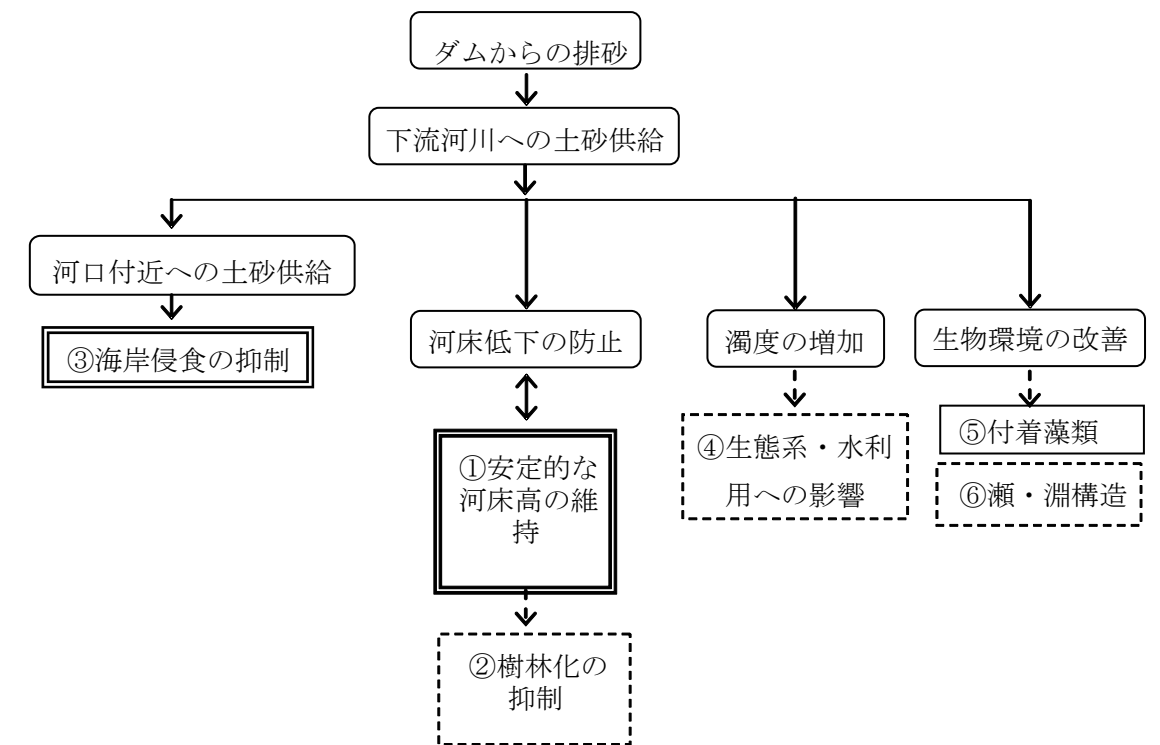 ダムからの排砂
下流河川への土砂供給
河口付近への土砂供給
③海岸侵食の抑制
河床低下の防止
①安定的な
河床高の維
持
②樹林化の
抑制
濁度の増加
④生態系・水利
用への影響
生物環境の改善
⑤付着藻類
⑥瀬・淵構造